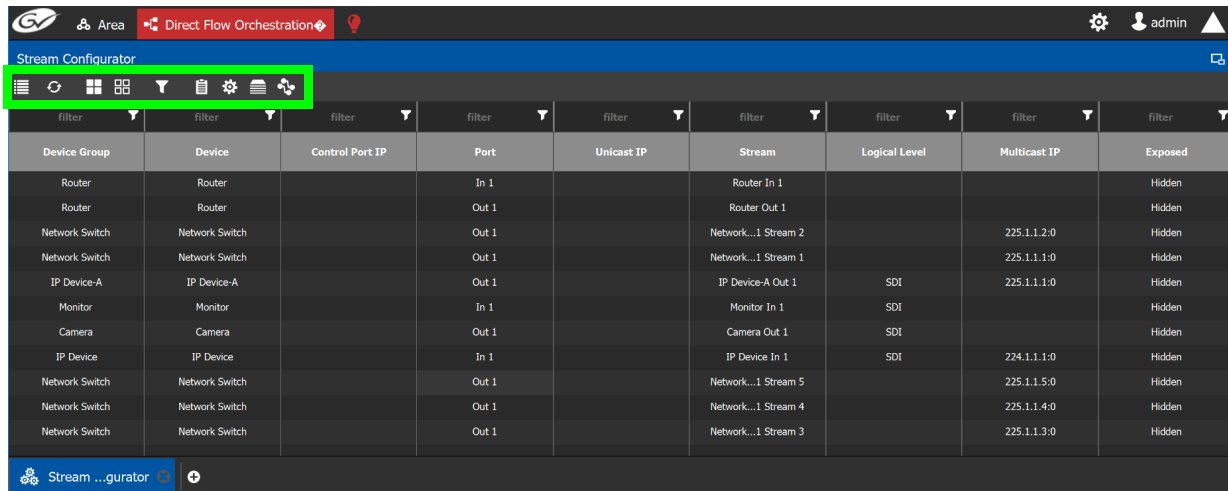 GV Area Direct Flow Orchestration� admin
Stream Configurator
filter filter filter filter filter filter filter filter filter
Device Group Device Control Port IP Port Unicast IP Stream Logical Level Multicast IP Exposed
Router Router In 1 Router In 1 Hidden
Router Router Out 1 Router Out 1 Hidden
Network Switch Network Switch Out 1 Network...1 Stream 2 225.1.1.2:0 Hidden
Network Switch Network Switch Out 1 Network...1 Stream 1 225.1.1.1:0 Hidden
IP Device-A IP Device-A Out 1 IP Device-A Out 1 SDI 225.1.1.1:0 Hidden
Monitor Monitor In 1 Monitor In 1 SDI Hidden
Camera Camera Out 1 Camera Out 1 SDI Hidden
IP Device IP Device In 1 IP Device In 1 SDI 224.1.1.1:0 Hidden
Network Switch Network Switch Out 1 Network...1 Stream 5 225.1.1.5:0 Hidden
Network Switch Network Switch Out 1 Network...1 Stream 4 225.1.1.4:0 Hidden
Network Switch Network Switch Out 1 Network...1 Stream 3 225.1.1.3:0 Hidden
Stream ...gurator